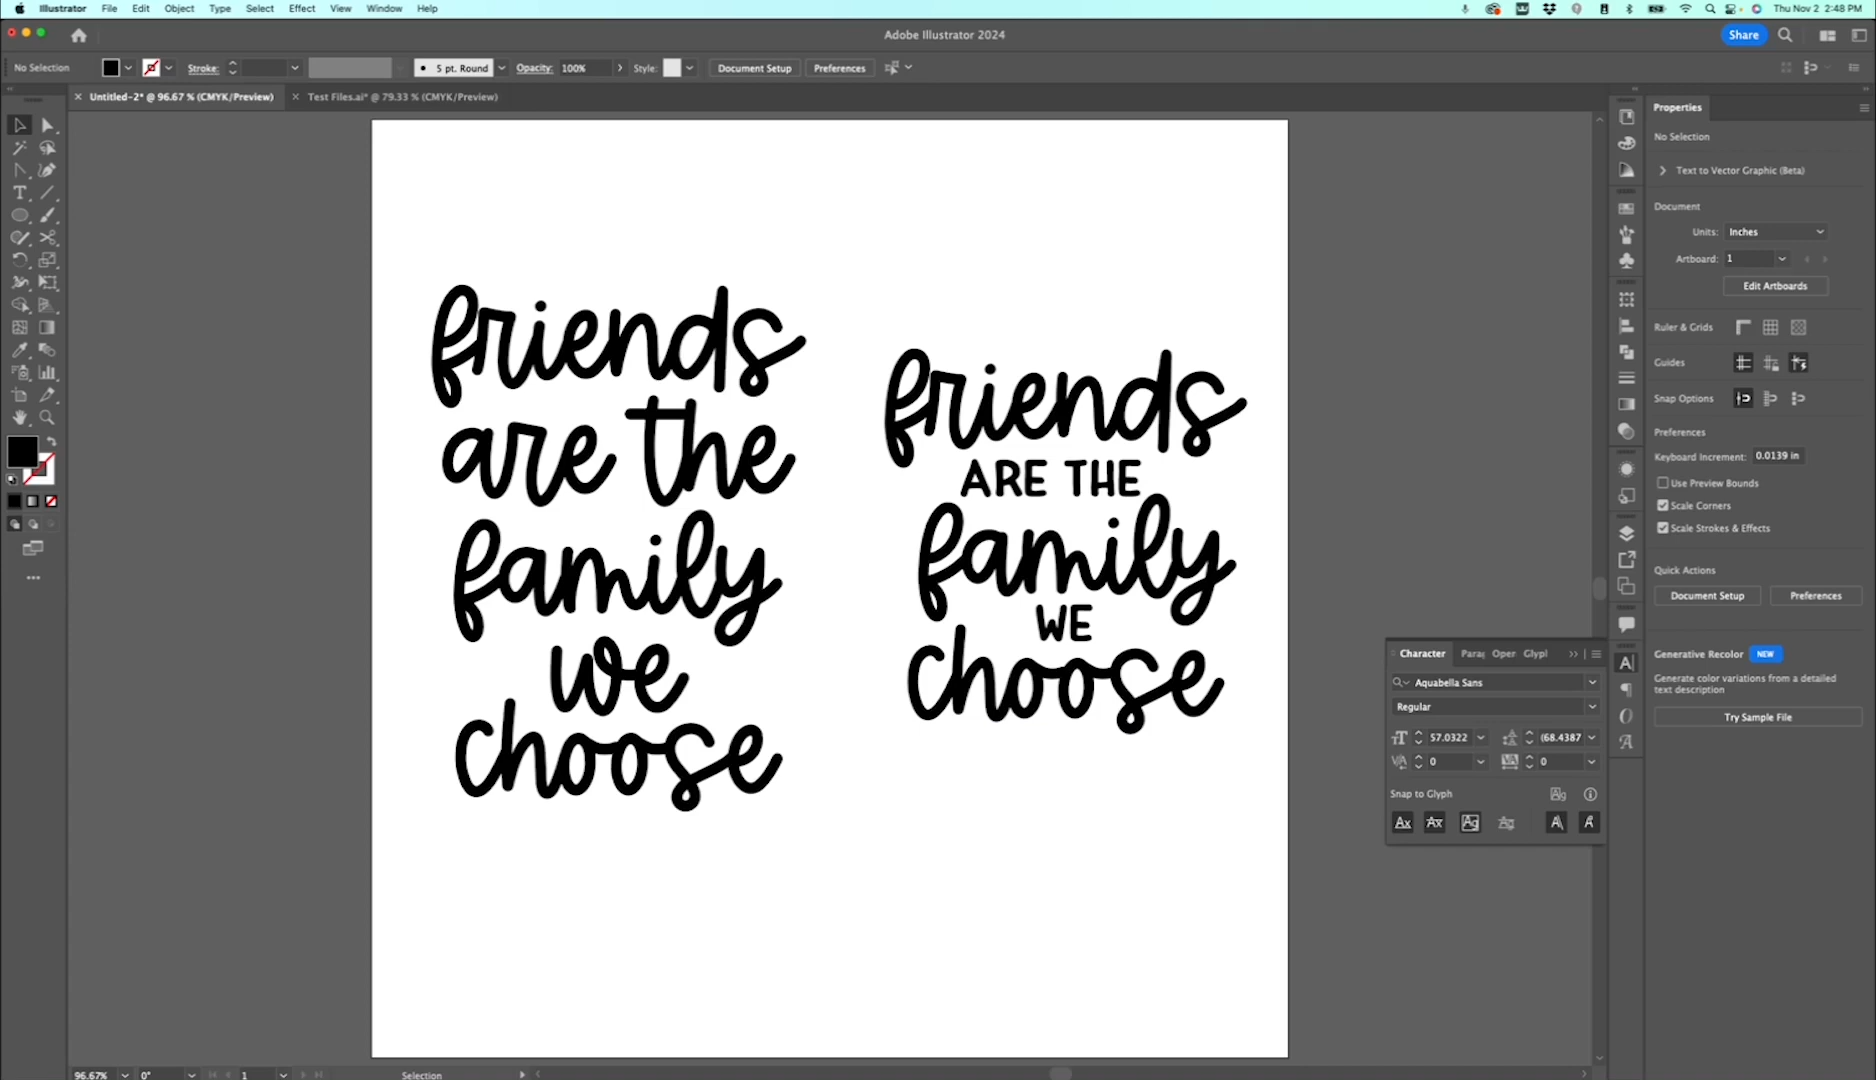 Illustrator File Edit Object Type Select Effect View Window Help
Thu Nov 2 2:48 PM
Adobe Illustrator 2024
Share
No Selection
Stroke:
5 pt. Round
Opacity: 100%
Style:
Document Setup
Preferences
Untitled-2* @ 96.67 % (CMYK/Preview)
Test Files.ai* @ 79.33 % (CMYK/Preview)
friends
are the
family
we
choose
friends
ARE THE
family
WE
choose
Properties
No Selection
Text to Vector Graphic (Beta)
Document
Units: Inches
Artboard: 1
Edit Artboards
Ruler & Grids
Guides
Snap Options
Preferences
Keyboard Increment: 0.0139 in
Use Preview Bounds
Scale Corners
Scale Strokes & Effects
Quick Actions
Document Setup
Preferences
Generative Recolor NEW
Generate color variations from a detailed
text description
Try Sample File
Character Parag Open Glypl
Aquabella Sans
Regular
57.0322
(68.4387
0
0
Snap to Glyph
96.67%
0°
1
Selection